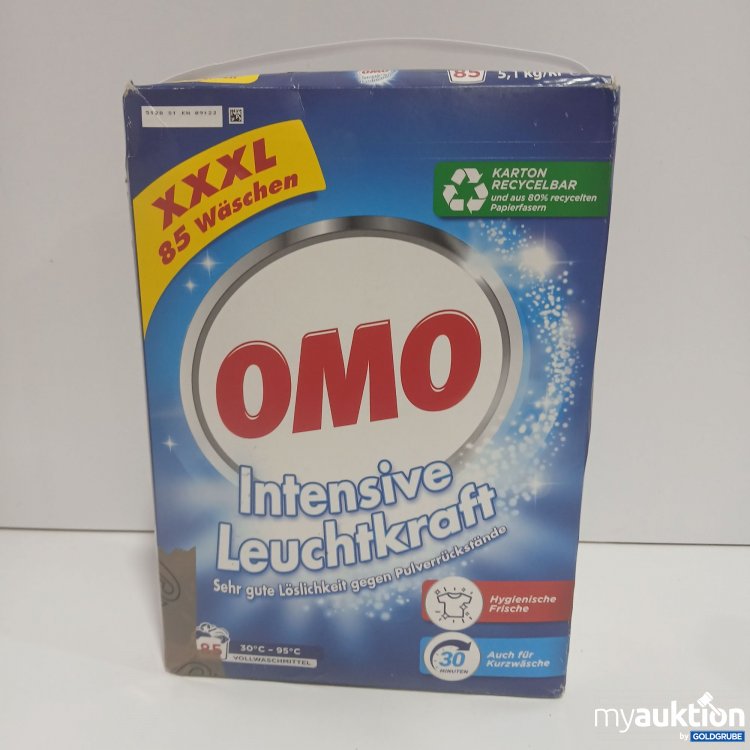 OMO
85
5,1 kg/
XXXL
85 Wäschen
KARTON
RECYCELBAR
und aus 80% recycelten
Papierfasern
OMO
Intensive
Leuchtkraft
Sehr gute Löslichkeit gegen Pulverrückstände
Hygienische
Frische
85
30°C – 95°C
VOLLWASCHMITTEL
30
MINUTEN
Auch für
Kurzwäsche
myauktion
by GOLDGRUBE